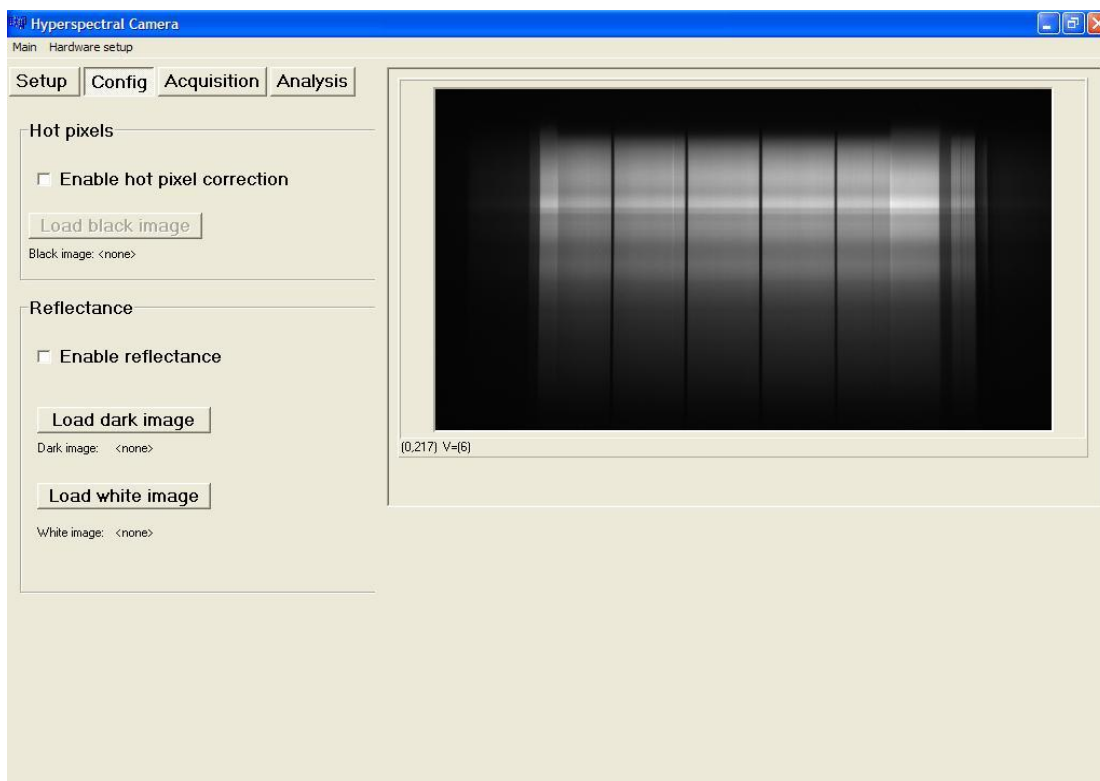 Hyperspectral Camera
Main Hardware setup
Setup Config Acquisition Analysis
Hot pixels
Enable hot pixel correction
Load black image
Black image: <none>
Reflectance
Enable reflectance
Load dark image
Dark image: <none>
Load white image
White image: <none>
(0,217) V=(6)